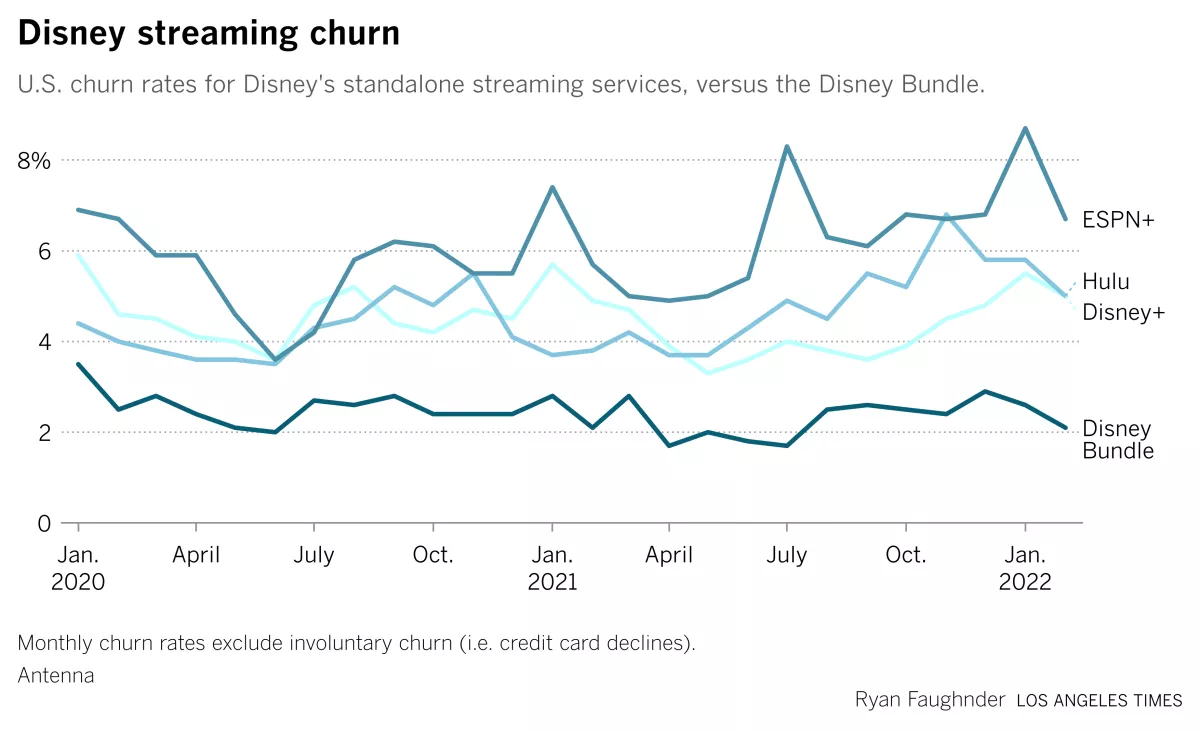 Disney streaming churn
U.S. churn rates for Disney's standalone streaming services, versus the Disney Bundle.
8%
6
4
2
0
ESPN+
Hulu
Disney+
Disney
Bundle
Jan.
2020
April
July
Oct.
Jan.
2021
April
July
Oct.
Jan.
2022
Monthly churn rates exclude involuntary churn (i.e. credit card declines).
Antenna
Ryan Faughnder LOS ANGELES TIMES